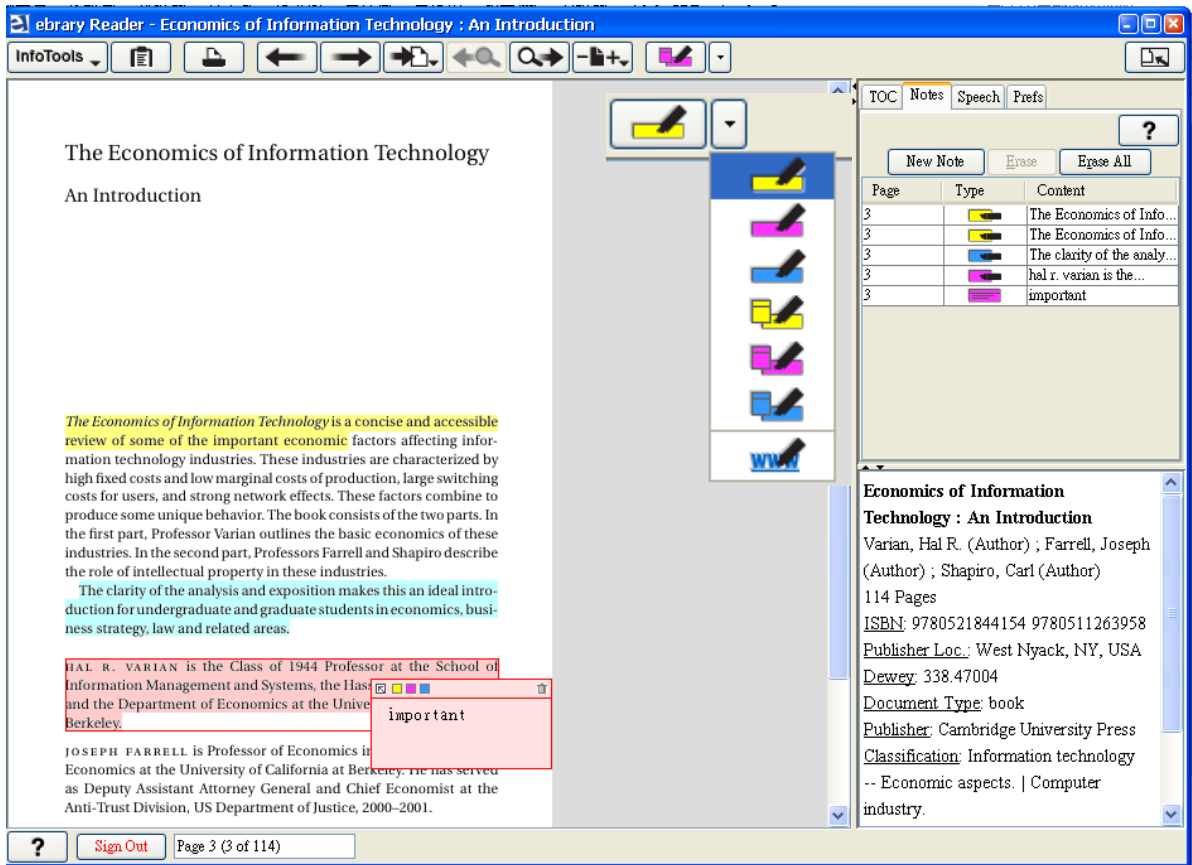 ebrary Reader - Economics of Information Technology : An Introduction
InfoTools
The Economics of Information Technology
An Introduction
The Economics of Information Technology is a concise and accessible
review of some of the important economic factors affecting infor-
mation technology industries. These industries are characterized by
high fixed costs and low marginal costs of production, large switching
costs for users, and strong network effects. These factors combine to
produce some unique behavior. The book consists of the two parts. In
the first part, Professor Varian outlines the basic economics of these
industries. In the second part, Professors Farrell and Shapiro describe
the role of intellectual property in these industries.
The clarity of the analysis and exposition makes this an ideal intro-
duction for undergraduate and graduate students in economics, busi-
ness strategy, law and related areas.
HAL R. VARIAN is the Class of 1944 Professor at the School of
Information Management and Systems, the Has
and the Department of Economics at the Unive
Berkeley.
important
JOSEPH FARRELL is Professor of Economics in
Economics at the University of California at Berkeley. He has served
as Deputy Assistant Attorney General and Chief Economist at the
Anti-Trust Division, US Department of Justice, 2000–2001.
www
TOC Notes Speech Prefs
?
New Note Erase Erase All
Page Type Content
3 The Economics of Info...
3 The Economics of Info...
3 The clarity of the analy...
3 hal r. varian is the...
3 important
Economics of Information
Technology : An Introduction
Varian, Hal R. (Author) ; Farrell, Joseph
(Author) ; Shapiro, Carl (Author)
114 Pages
ISBN: 9780521844154 9780511263958
Publisher Loc.: West Nyack, NY, USA
Dewey: 338.47004
Document Type: book
Publisher: Cambridge University Press
Classification: Information technology
-- Economic aspects. | Computer
industry.
? Sign Out Page 3 (3 of 114)